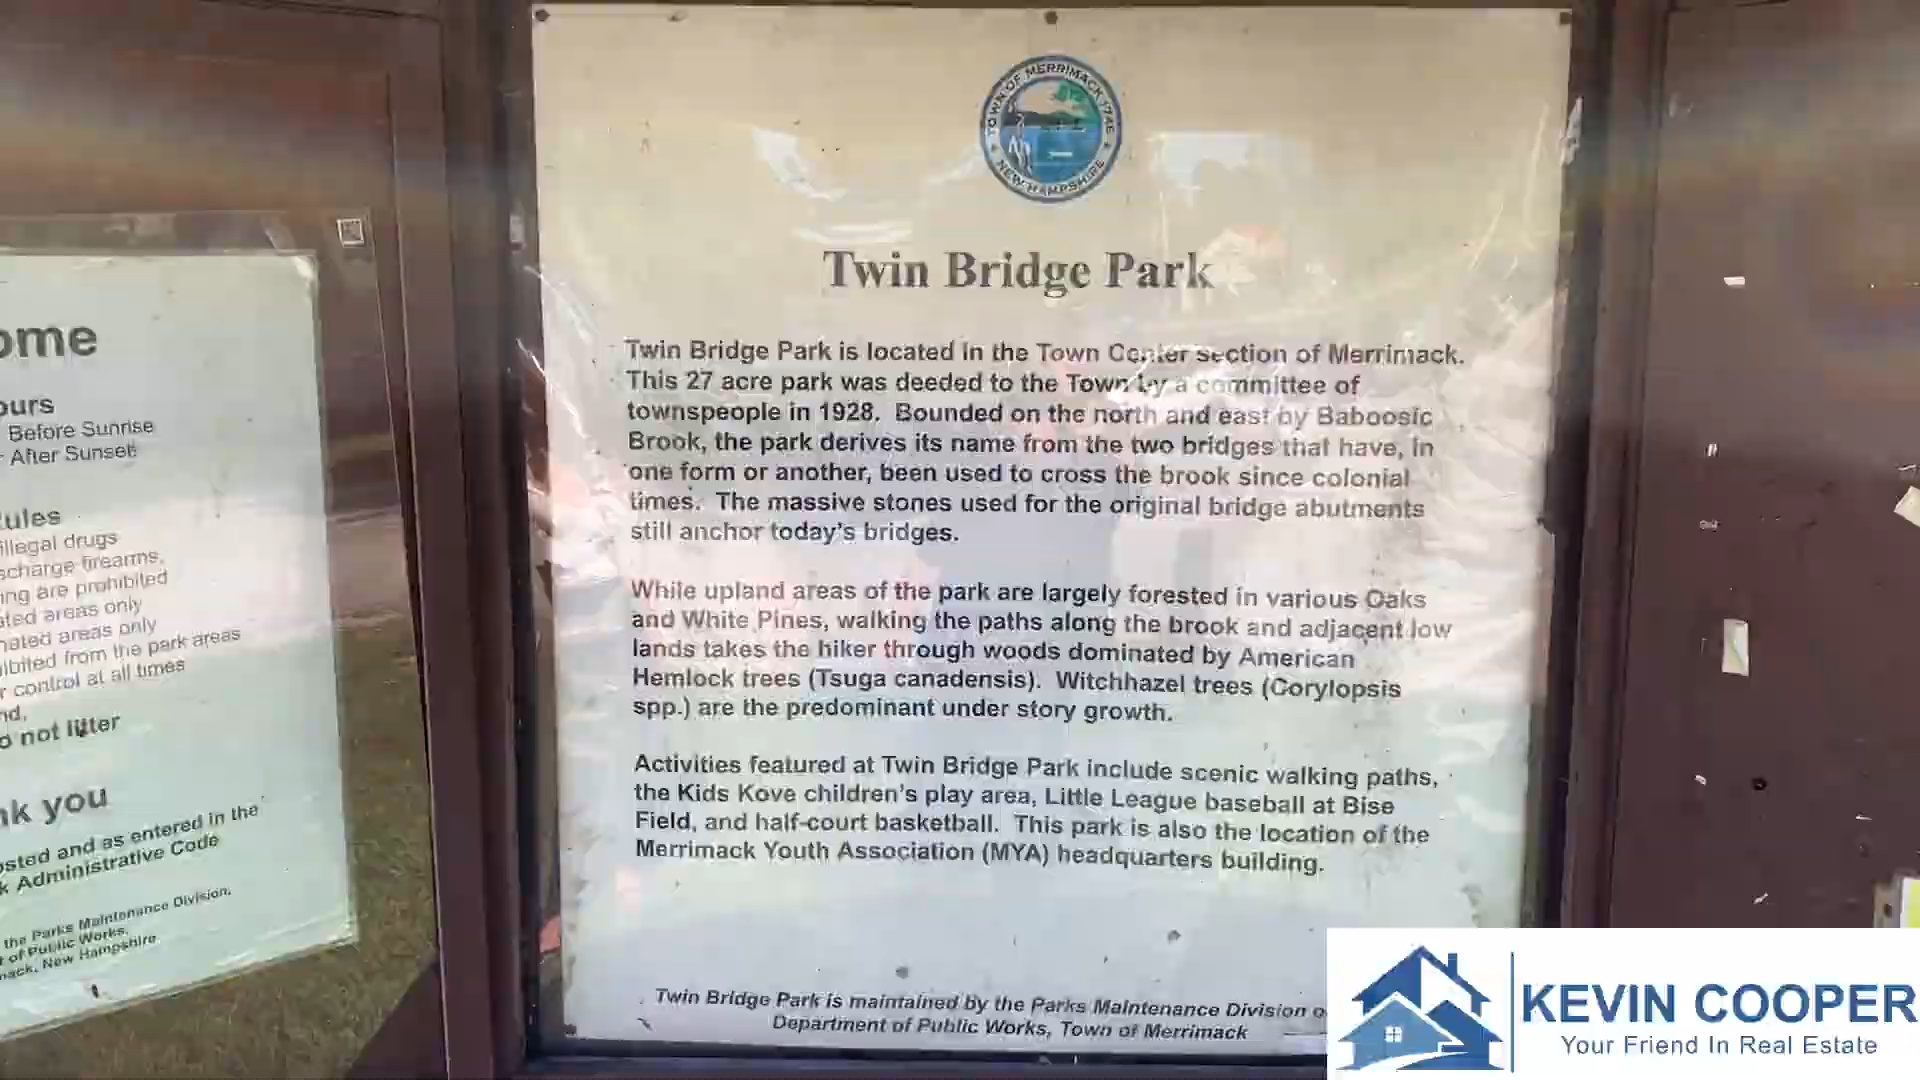 ome
ours
Before Sunrise
After Sunset
ules
illegal drugs
scharge firearms,
ing are prohibited
ated areas only
nated areas only
ibited from the park areas
r control at all times
nd.
o not litter
nk you
osted and as entered in the
k Administrative Code
the Parks Maintenance Division,
t of Public Works,
mack, New Hampshire
TOWN OF MERRIMACK 1746
NEW HAMPSHIRE
Twin Bridge Park
Twin Bridge Park is located in the Town Center section of Merrimack.
This 27 acre park was deeded to the Town by a committee of
townspeople in 1928. Bounded on the north and east by Baboosic
Brook, the park derives its name from the two bridges that have, in
one form or another, been used to cross the brook since colonial
times. The massive stones used for the original bridge abutments
still anchor today's bridges.
While upland areas of the park are largely forested in various Oaks
and White Pines, walking the paths along the brook and adjacent low
lands takes the hiker through woods dominated by American
Hemlock trees (Tsuga canadensis). Witchhazel trees (Corylopsis
spp.) are the predominant under story growth.
Activities featured at Twin Bridge Park include scenic walking paths,
the Kids Kove children's play area, Little League baseball at Bise
Field, and half-court basketball. This park is also the location of the
Merrimack Youth Association (MYA) headquarters building.
Twin Bridge Park is maintained by the Parks Maintenance Division o
Department of Public Works, Town of Merrimack
KEVIN COOPER
Your Friend In Real Estate